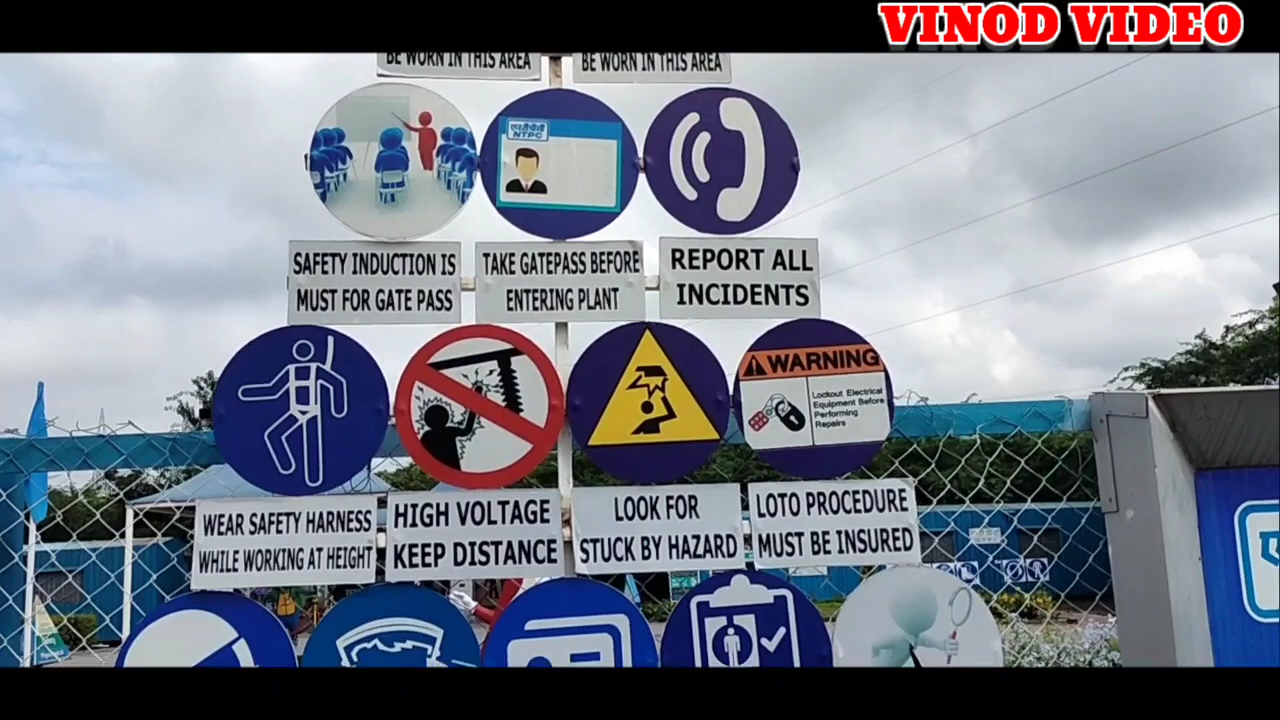 VINOD VIDEO
BE WORN IN THIS AREA
BE WORN IN THIS AREA
एनटीपीसी
NTPC
SAFETY INDUCTION IS
MUST FOR GATE PASS
TAKE GATEPASS BEFORE
ENTERING PLANT
REPORT ALL
INCIDENTS
WARNING
Lockout Electrical
Equipment Before
Performing
Repairs
WEAR SAFETY HARNESS
WHILE WORKING AT HEIGHT
HIGH VOLTAGE
KEEP DISTANCE
LOOK FOR
STUCK BY HAZARD
LOTO PROCEDURE
MUST BE INSURED